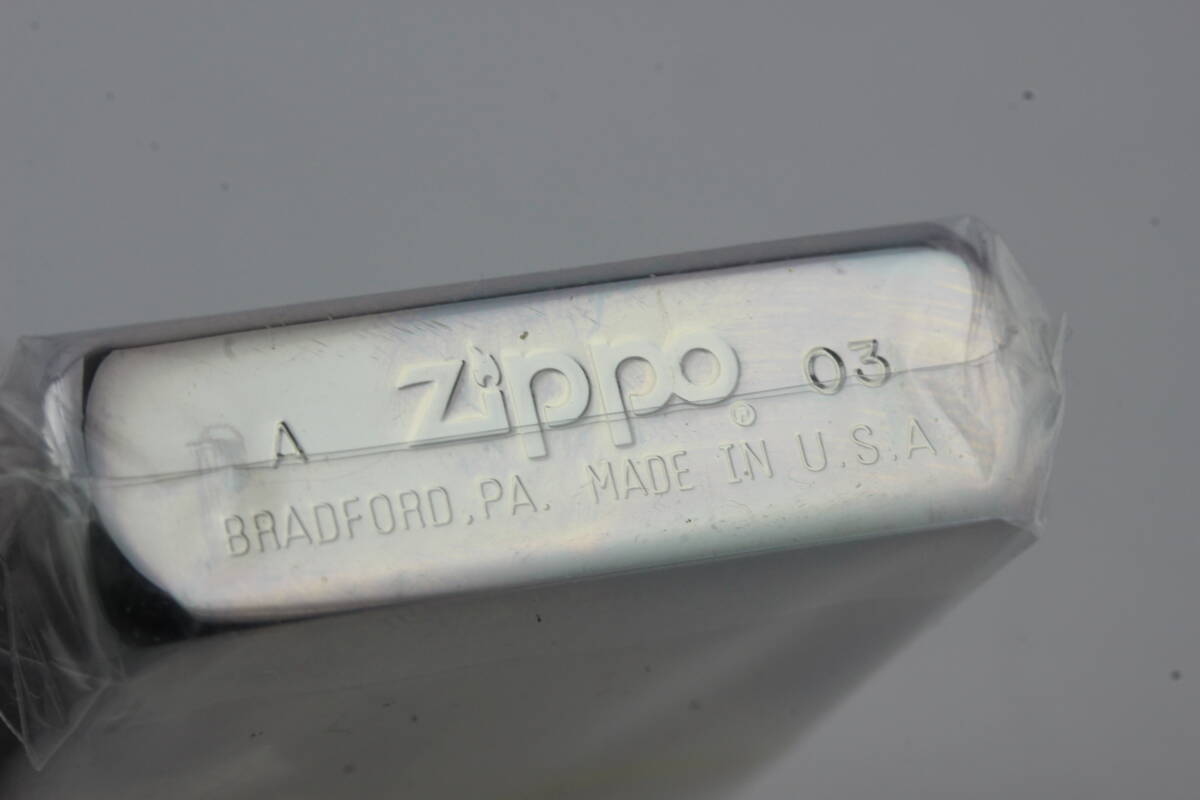 A Zippo ® 03
BRADFORD, PA. MADE IN U.S.A.